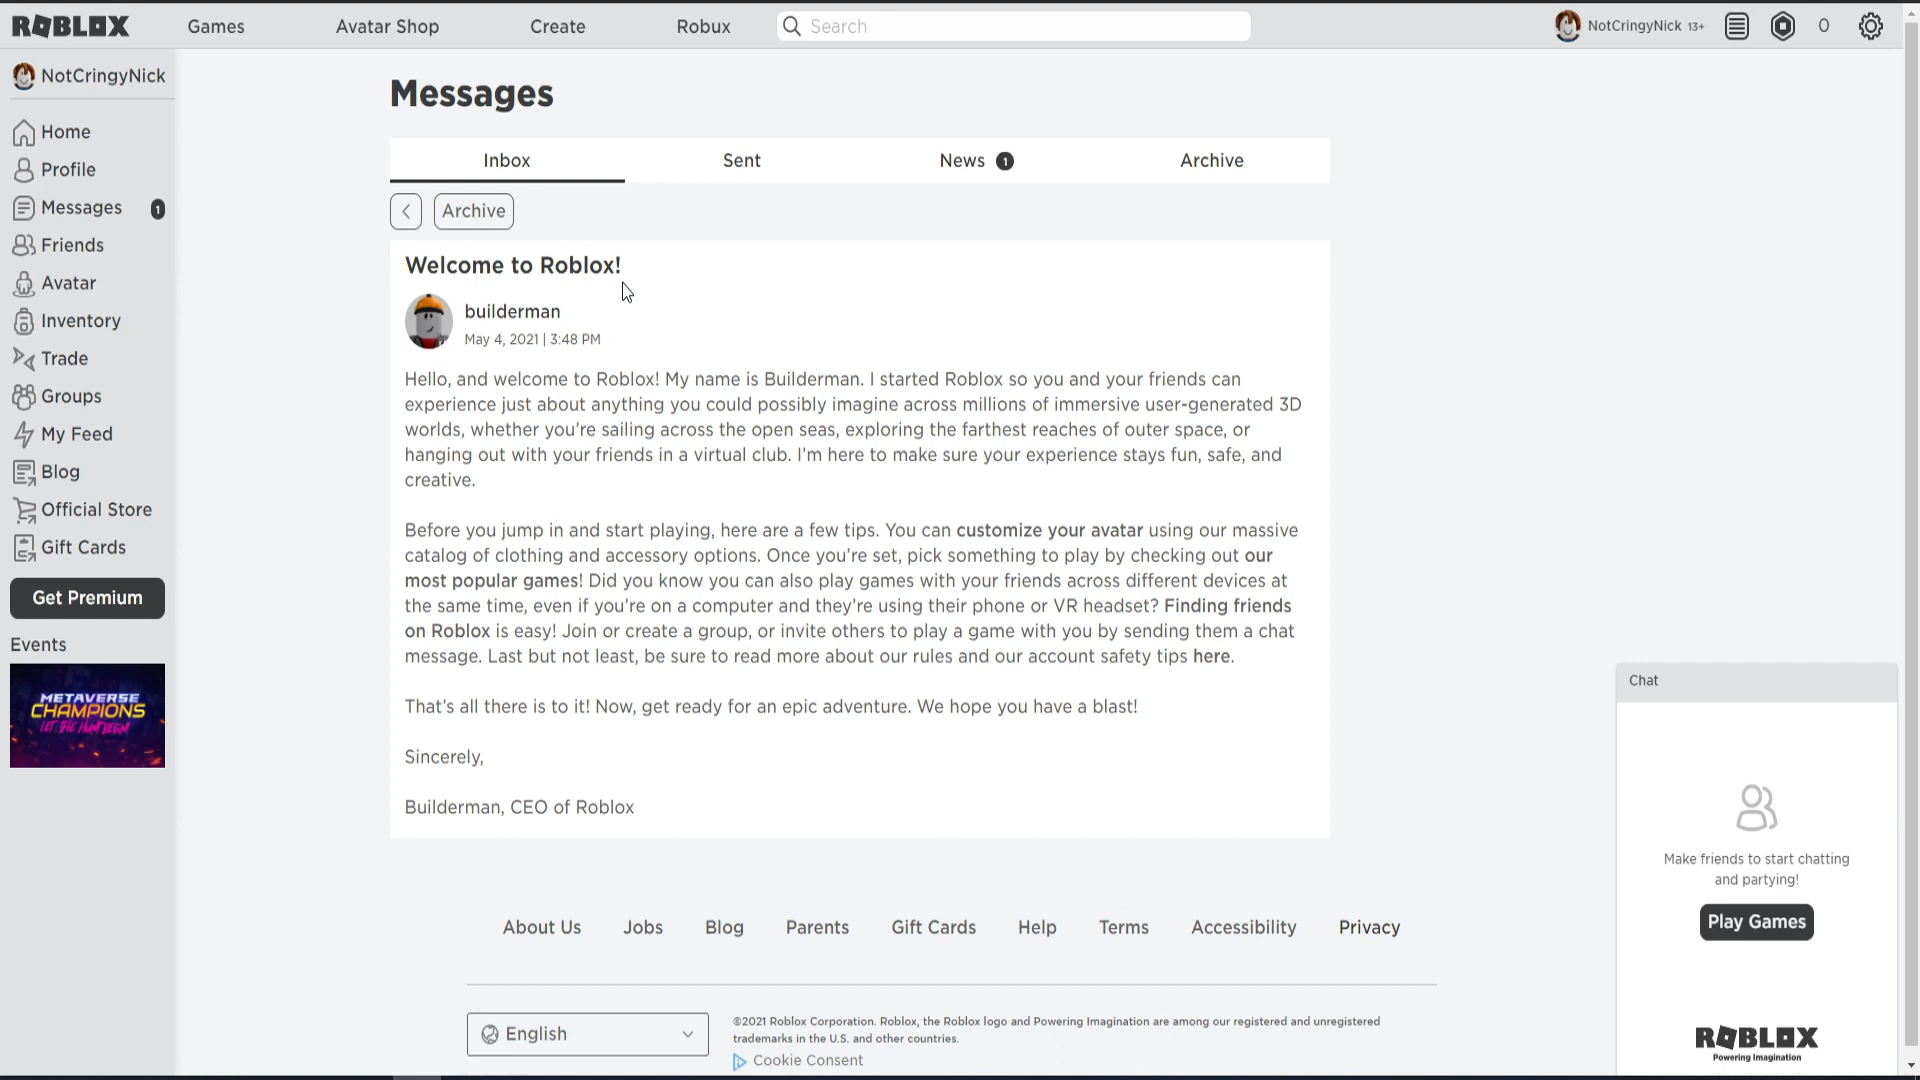 ROBLOX
Games
Avatar Shop
Create
Robux
Search
NotCringyNick 13+
0
NotCringyNick
Home
Profile
Messages 1
Friends
Avatar
Inventory
Trade
Groups
My Feed
Blog
Official Store
Gift Cards
Get Premium
Events
METAVERSE
CHAMPIONS
LET THE HUNT BEGIN!
Messages
Inbox
Sent
News 1
Archive
Archive
Welcome to Roblox!
builderman
May 4, 2021 | 3:48 PM
Hello, and welcome to Roblox! My name is Builderman. I started Roblox so you and your friends can
experience just about anything you could possibly imagine across millions of immersive user-generated 3D
worlds, whether you’re sailing across the open seas, exploring the farthest reaches of outer space, or
hanging out with your friends in a virtual club. I’m here to make sure your experience stays fun, safe, and
creative.
Before you jump in and start playing, here are a few tips. You can customize your avatar using our massive
catalog of clothing and accessory options. Once you’re set, pick something to play by checking out our
most popular games! Did you know you can also play games with your friends across different devices at
the same time, even if you’re on a computer and they’re using their phone or VR headset? Finding friends
on Roblox is easy! Join or create a group, or invite others to play a game with you by sending them a chat
message. Last but not least, be sure to read more about our rules and our account safety tips here.
That’s all there is to it! Now, get ready for an epic adventure. We hope you have a blast!
Sincerely,
Builderman, CEO of Roblox
About Us
Jobs
Blog
Parents
Gift Cards
Help
Terms
Accessibility
Privacy
English
©2021 Roblox Corporation. Roblox, the Roblox logo and Powering Imagination are among our registered and unregistered
trademarks in the U.S. and other countries.
Cookie Consent
Chat
Make friends to start chatting
and partying!
Play Games
ROBLOX
Powering Imagination